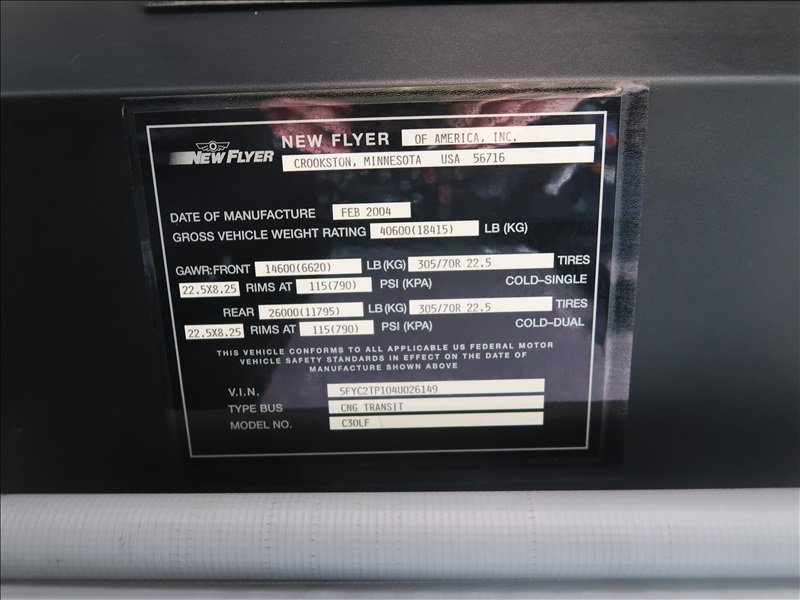 NEW FLYER NEW FLYER OF AMERICA, INC.
CROOKSTON, MINNESOTA USA 56716
DATE OF MANUFACTURE FEB 2004
GROSS VEHICLE WEIGHT RATING 40600(18415) LB (KG)
GAWR:FRONT 14600(6620) LB (KG) 305/70R 22.5 TIRES
22.5X8.25 RIMS AT 115(790) PSI (KPA) COLD–SINGLE
REAR 26000(11795) LB (KG) 305/70R 22.5 TIRES
22.5X8.25 RIMS AT 115(790) PSI (KPA) COLD–DUAL
THIS VEHICLE CONFORMS TO ALL APPLICABLE US FEDERAL MOTOR
VEHICLE SAFETY STANDARDS IN EFFECT ON THE DATE OF
MANUFACTURE SHOWN ABOVE
V.I.N. 5FYC2TP104U026149
TYPE BUS CNG TRANSIT
MODEL NO. C30LF